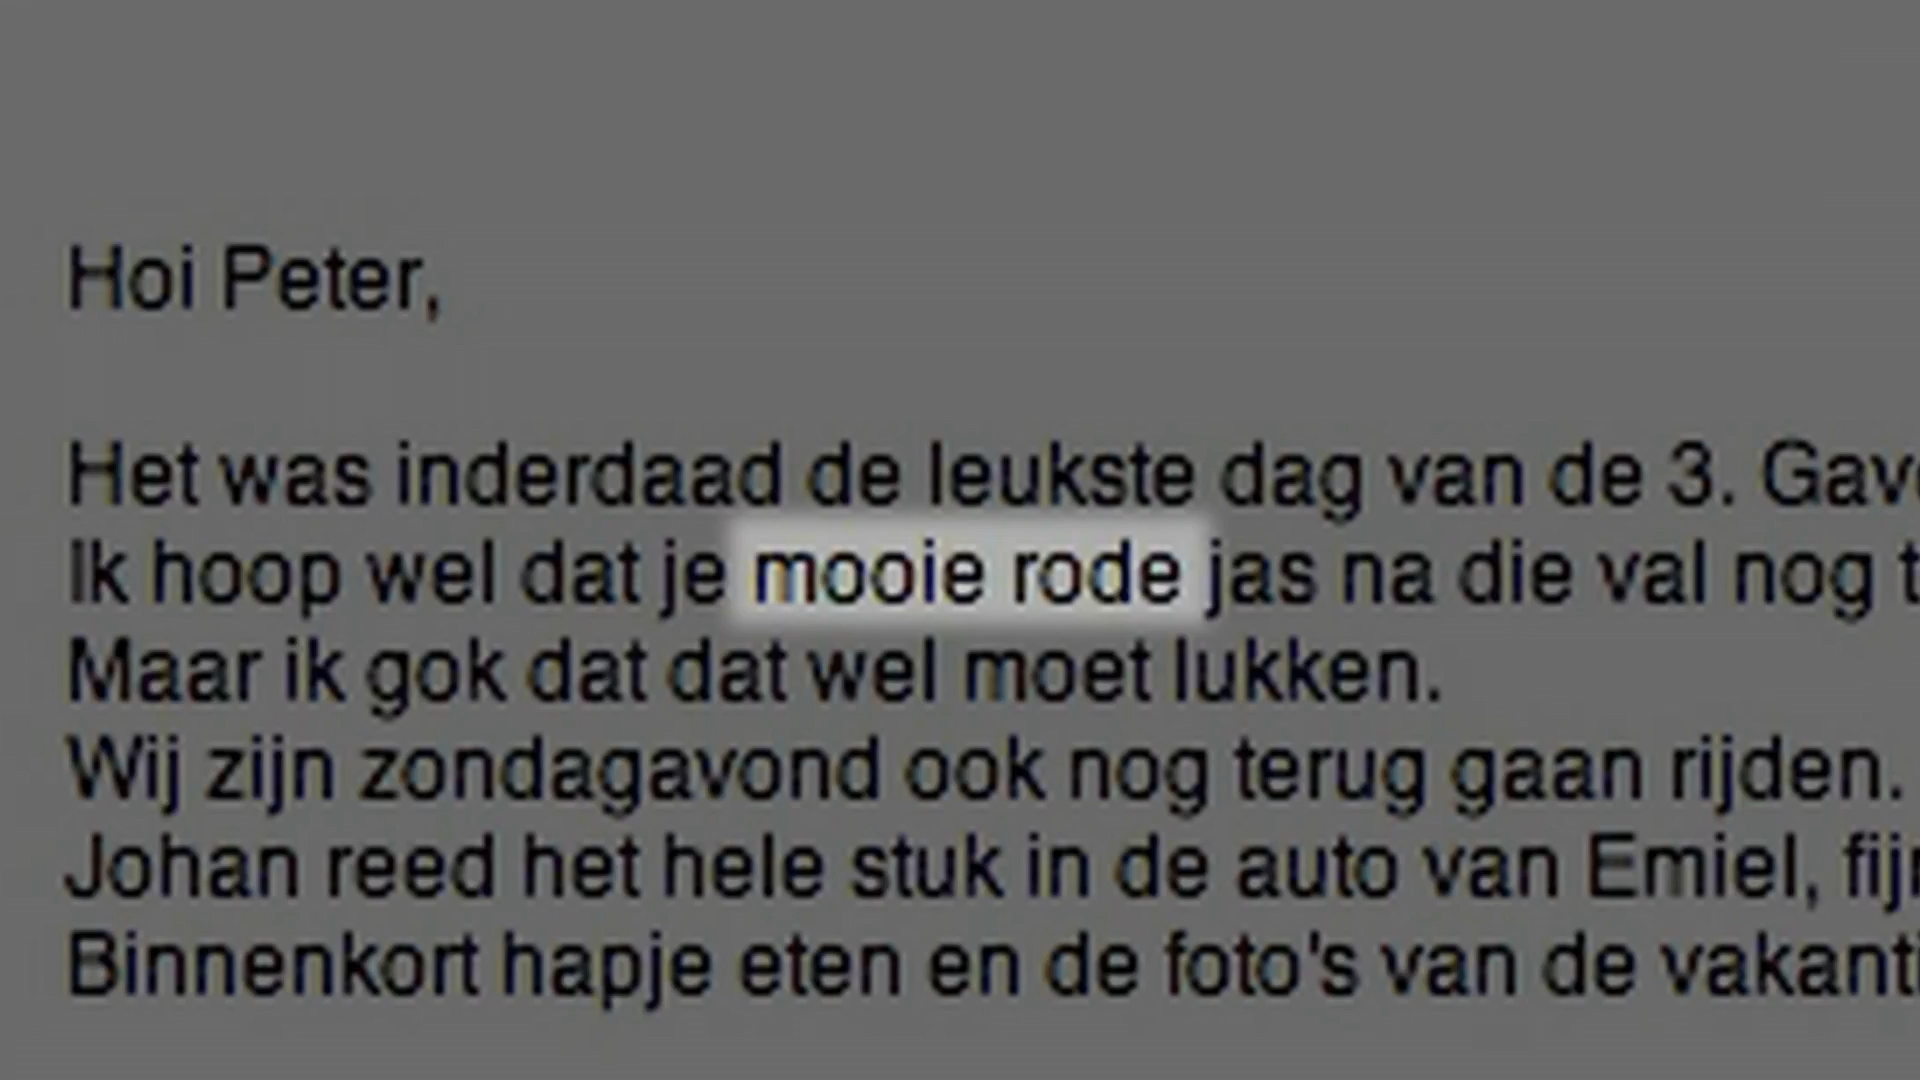 Hoi Peter,
Het was inderdaad de leukste dag van de 3.
Ik hoop wel dat je mooie rode jas na die val nog
Maar ik gok dat dat wel moet lukken.
Wij zijn zondagavond ook nog terug gaan rijden.
Johan reed het hele stuk in de auto van Emiel,
Binnenkort hapje eten en de foto's van de